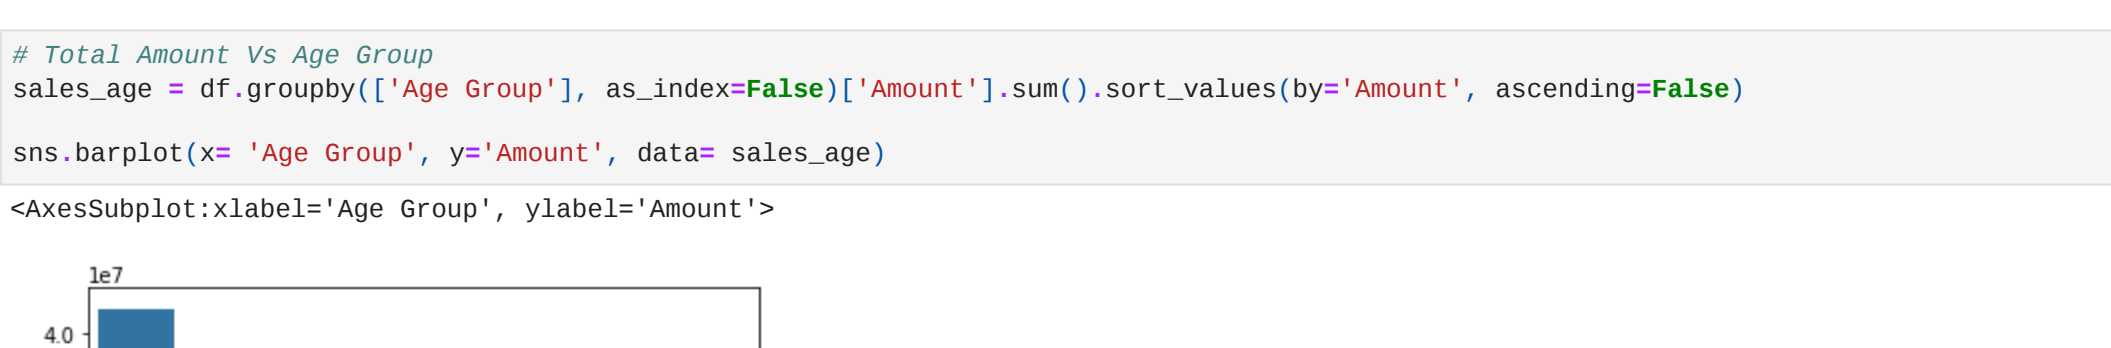 # Total Amount Vs Age Group
sales_age = df.groupby(['Age Group'], as_index=False)['Amount'].sum().sort_values(by='Amount', ascending=False)
sns.barplot(x= 'Age Group', y='Amount', data= sales_age)
<AxesSubplot:xlabel='Age Group', ylabel='Amount'>
1e7
4.0